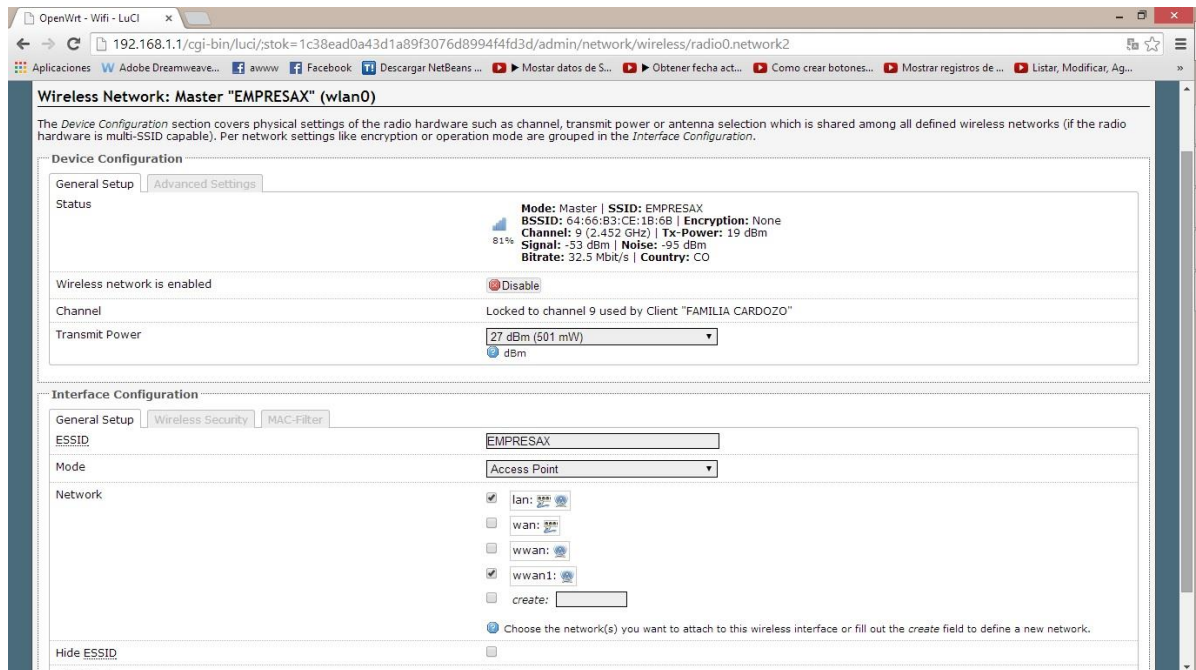 OpenWrt - Wifi - LuCI
192.168.1.1/cgi-bin/luci/;stok=1c38ead0a43d1a89f3076d8994f4fd3d/admin/network/wireless/radio0.network2
Aplicaciones Adobe Dreamweave... awww Facebook Descargar NetBeans ... ▶ Mostar datos de S... ▶ Obtener fecha act... Como crear botones... Mostrar registros de ... Listar, Modificar, Ag... »
Wireless Network: Master "EMPRESAX" (wlan0)
The Device Configuration section covers physical settings of the radio hardware such as channel, transmit power or antenna selection which is shared among all defined wireless networks (if the radio
hardware is multi-SSID capable). Per network settings like encryption or operation mode are grouped in the Interface Configuration.
Device Configuration
General Setup Advanced Settings
Status
Mode: Master | SSID: EMPRESAX
BSSID: 64:66:B3:CE:1B:6B | Encryption: None
Channel: 9 (2.452 GHz) | Tx-Power: 19 dBm
81% Signal: -53 dBm | Noise: -95 dBm
Bitrate: 32.5 Mbit/s | Country: CO
Wireless network is enabled Disable
Channel Locked to channel 9 used by Client "FAMILIA CARDOZO"
Transmit Power 27 dBm (501 mW)
dBm
Interface Configuration
General Setup Wireless Security MAC-Filter
ESSID EMPRESAX
Mode Access Point
Network lan:
wan:
wwan:
wwan1:
create:
Choose the network(s) you want to attach to this wireless interface or fill out the create field to define a new network.
Hide ESSID